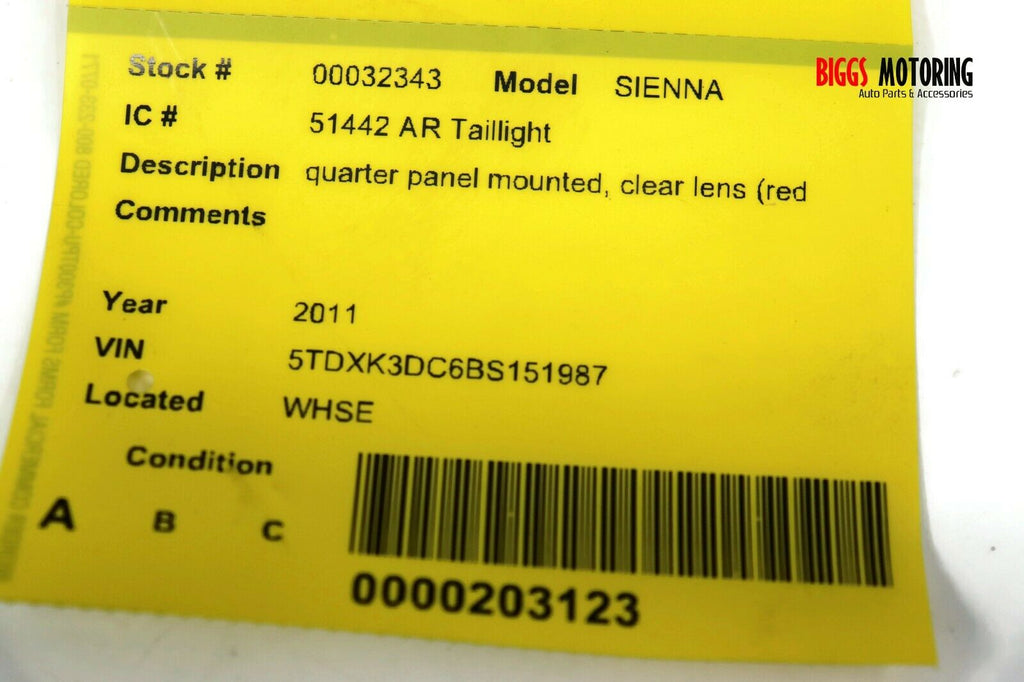 Stock # 00032343 Model SIENNA
BIGGS MOTORING
Auto Parts & Accessories
IC # 51442 AR Taillight
Description quarter panel mounted, clear lens (red
Comments
Year 2011
VIN 5TDXK3DC6BS151987
Located WHSE
Condition
A B C
0000203123